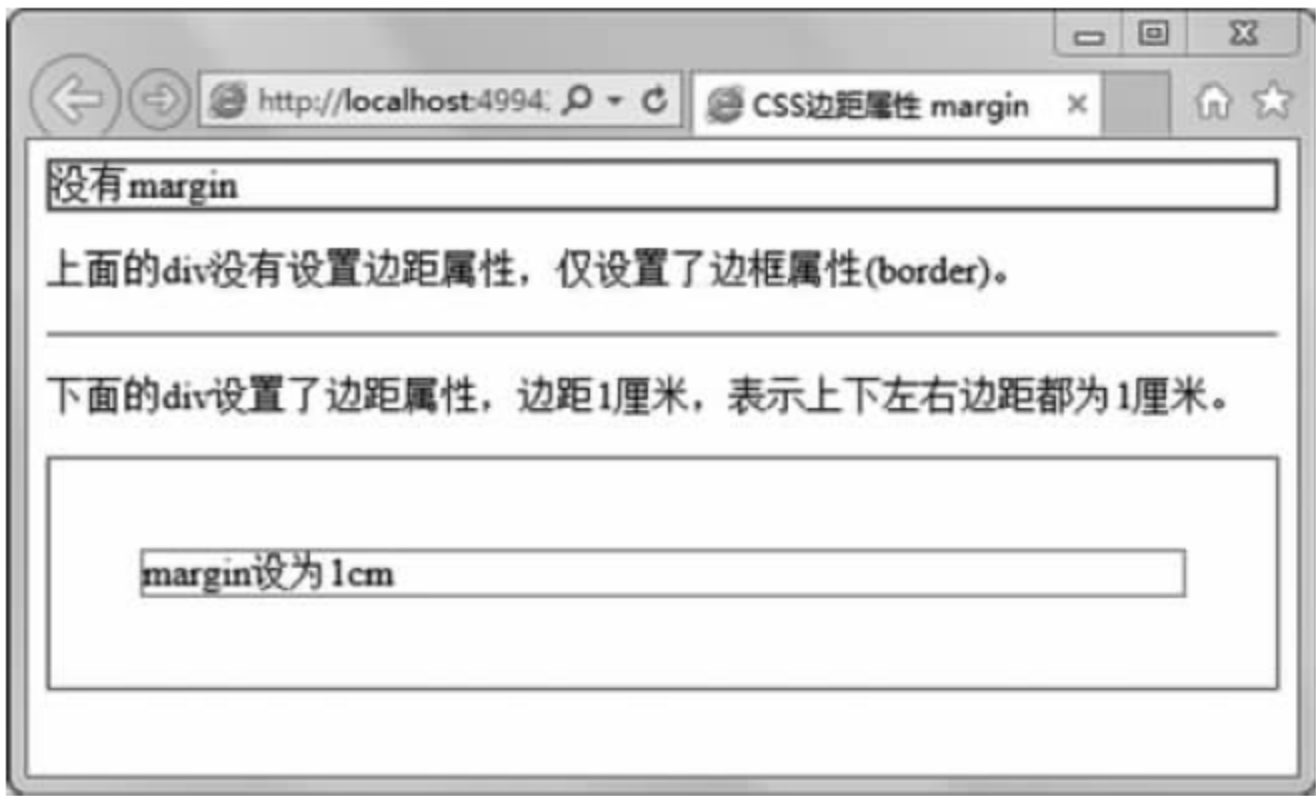 http://localhost:4994
CSS边距属性 margin
没有margin
上面的div没有设置边距属性，仅设置了边框属性(border)。
下面的div设置了边距属性，边距1厘米，表示上下左右边距都为1厘米。
margin设为1cm